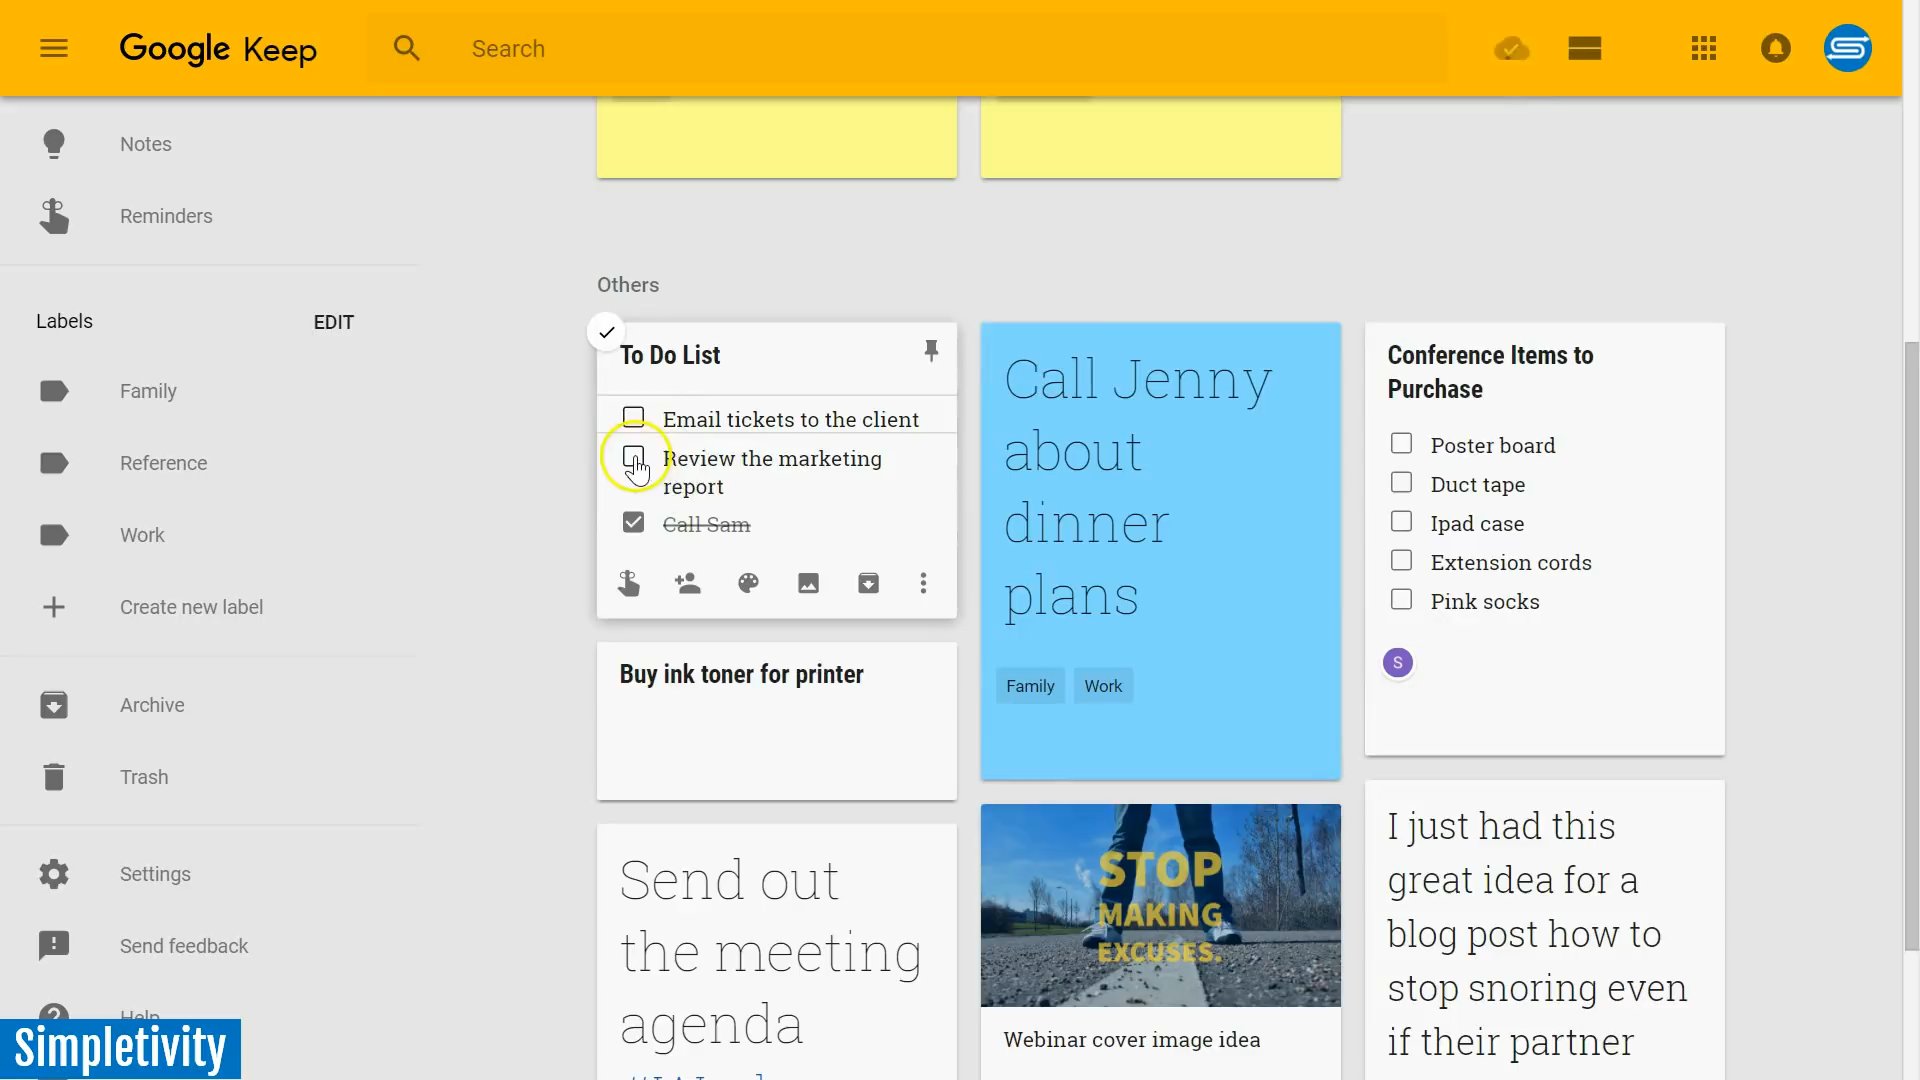 Google Keep
Search
Notes
Reminders
Labels
EDIT
Family
Reference
Work
Create new label
Archive
Trash
Settings
Send feedback
Help
Simpletivity
Others
To Do List
Email tickets to the client
Review the marketing
report
Call Sam
Buy ink toner for printer
Send out
the meeting
agenda
Call Jenny
about
dinner
plans
Family Work
STOP
MAKING
EXCUSES.
Webinar cover image idea
Conference Items to
Purchase
Poster board
Duct tape
Ipad case
Extension cords
Pink socks
S
I just had this
great idea for a
blog post how to
stop snoring even
if their partner